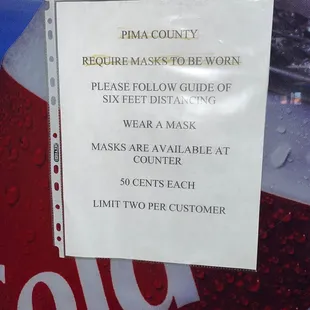 PIMA COUNTY
REQUIRE MASKS TO BE WORN
PLEASE FOLLOW GUIDE OF
SIX FEET DISTANCING
WEAR A MASK
MASKS ARE AVAILABLE AT
COUNTER
50 CENTS EACH
LIMIT TWO PER CUSTOMER